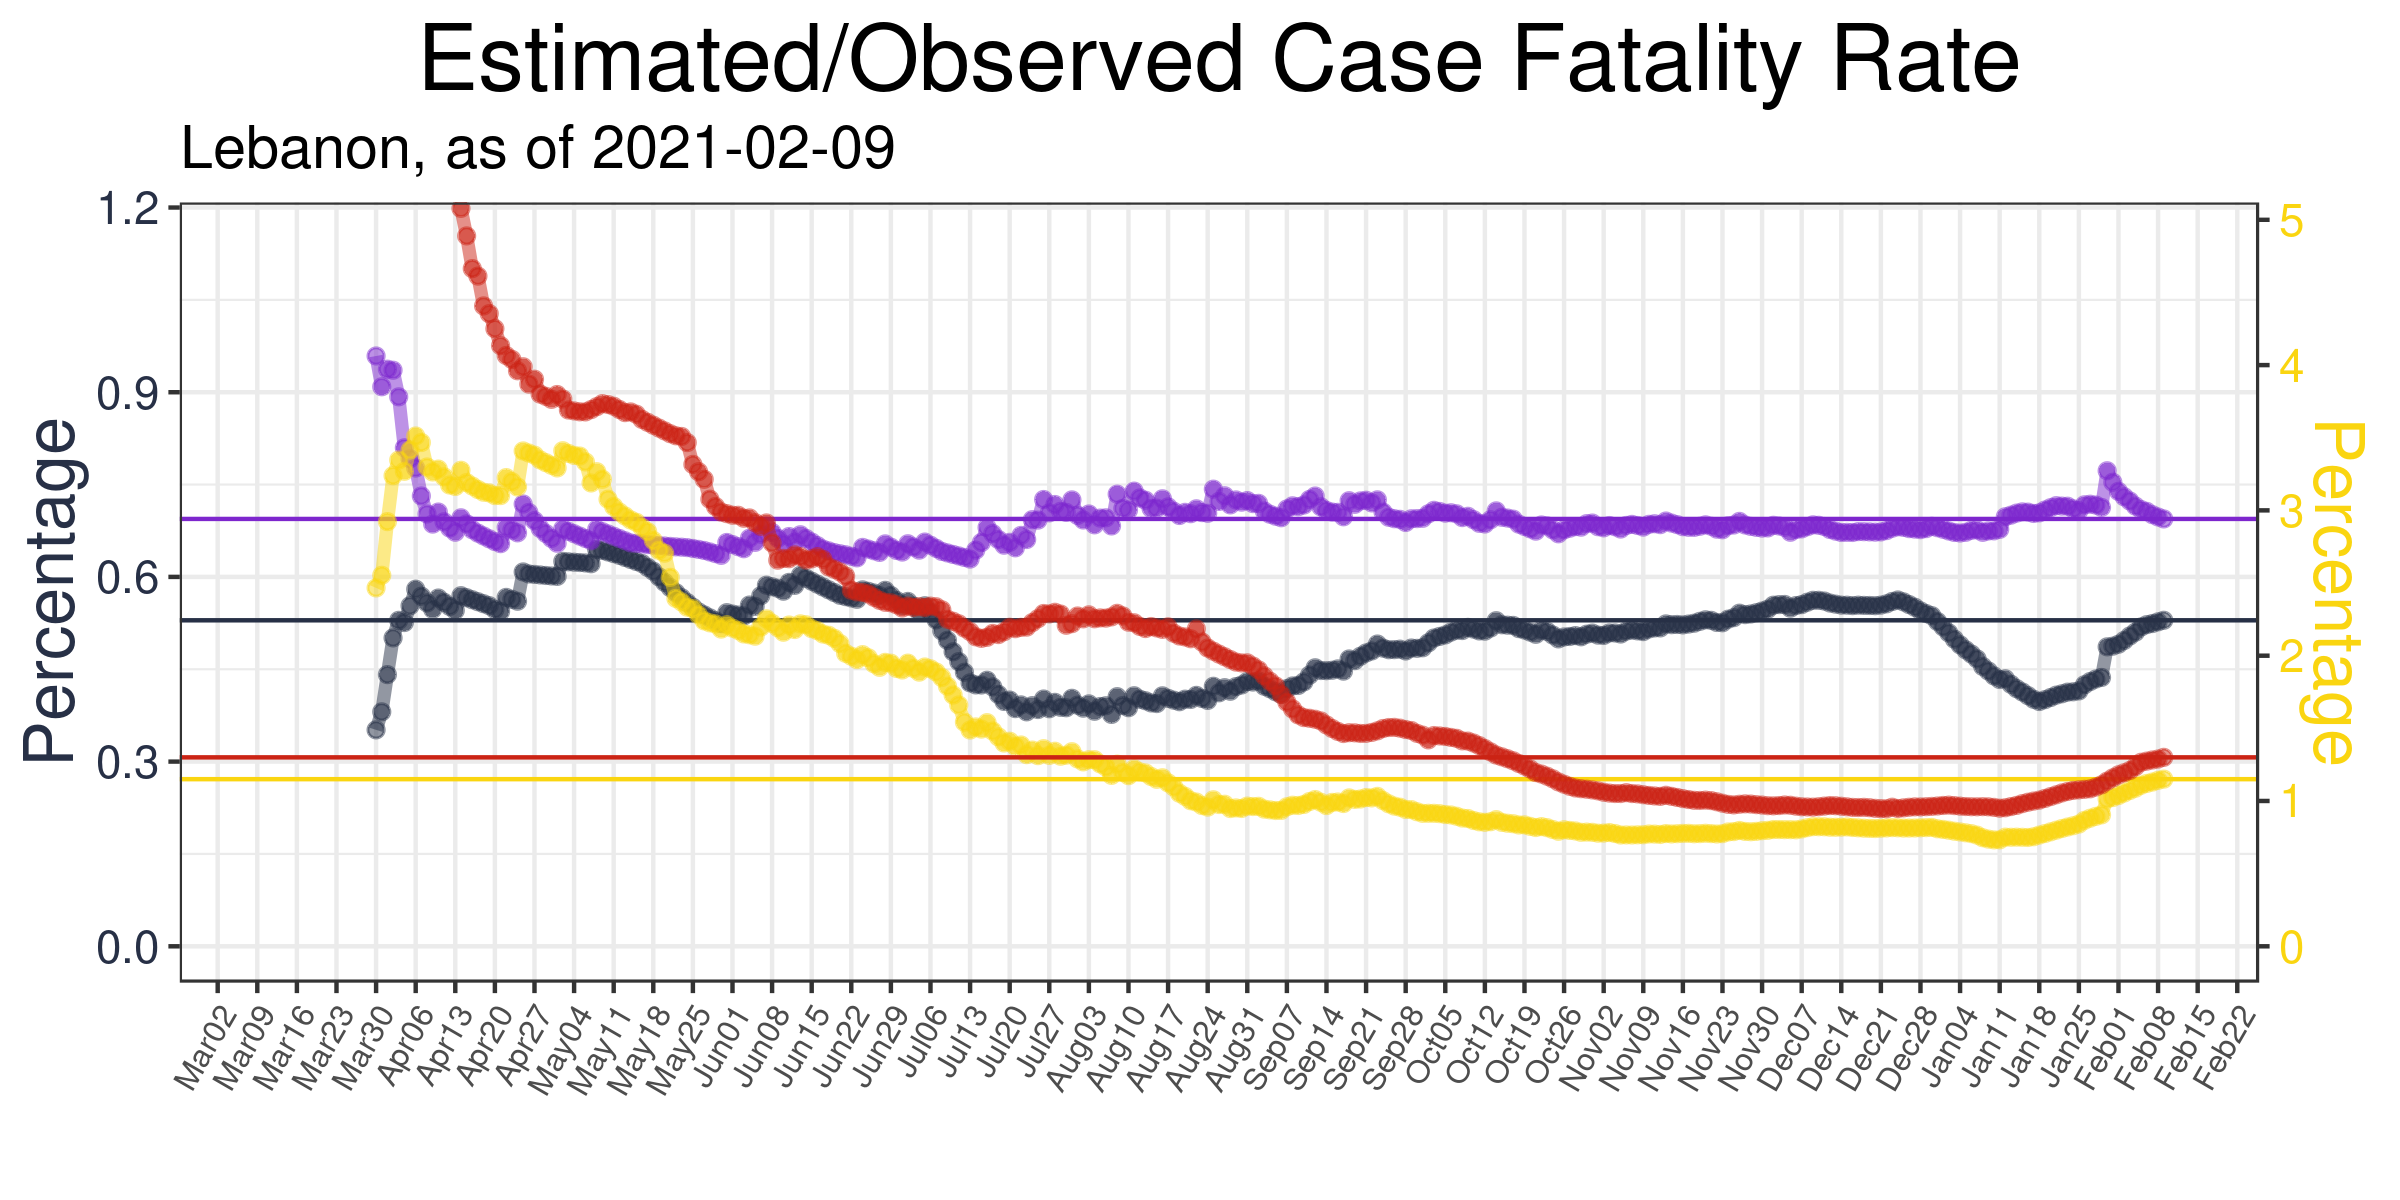 Estimated/Observed Case Fatality Rate
Lebanon, as of 2021-02-09
Percentage
1.2
0.9
0.6
0.3
0.0
5
4
3
2
1
0
Percentage
Mar02 Mar09 Mar16 Mar23 Mar30 Apr06 Apr13 Apr20 Apr27 May04 May11 May18 May25 Jun01 Jun08 Jun15 Jun22 Jun29 Jul06 Jul13 Jul20 Jul27 Aug03 Aug10 Aug17 Aug24 Aug31 Sep07 Sep14 Sep21 Sep28 Oct05 Oct12 Oct19 Oct26 Nov02 Nov09 Nov16 Nov23 Nov30 Dec07 Dec14 Dec21 Dec28 Jan04 Jan11 Jan18 Jan25 Feb01 Feb08 Feb15 Feb22